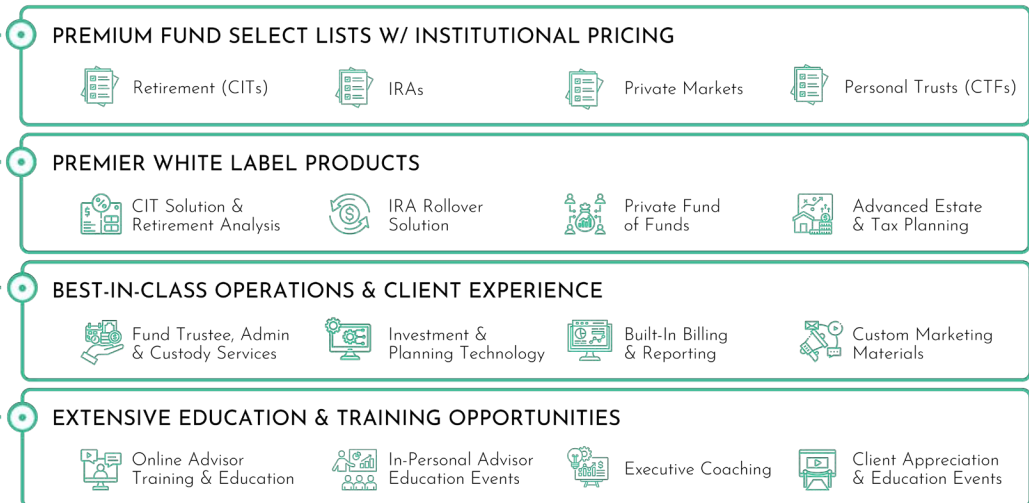 PREMIUM FUND SELECT LISTS W/ INSTITUTIONAL PRICING
Retirement (CITs)
IRAs
Private Markets
Personal Trusts (CTFs)
PREMIER WHITE LABEL PRODUCTS
CIT Solution &
Retirement Analysis
IRA Rollover
Solution
Private Fund
of Funds
Advanced Estate
& Tax Planning
BEST-IN-CLASS OPERATIONS & CLIENT EXPERIENCE
Fund Trustee, Admin
& Custody Services
Investment &
Planning Technology
Built-In Billing
& Reporting
Custom Marketing
Materials
EXTENSIVE EDUCATION & TRAINING OPPORTUNITIES
Online Advisor
Training & Education
In-Personal Advisor
Education Events
Executive Coaching
Client Appreciation
& Education Events